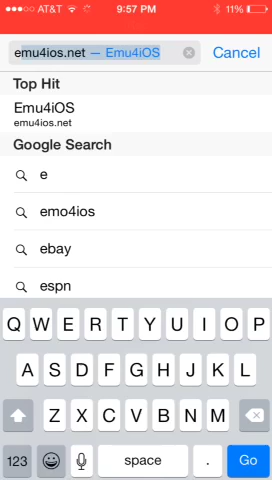 AT&T 9:57 PM 11%
emu4ios.net — Emu4iOS Cancel
Top Hit
Emu4iOS
emu4ios.net
Google Search
e
emo4ios
ebay
espn
Q W E R T Y U I O P
A S D F G H J K L
Z X C V B N M
123 space . Go